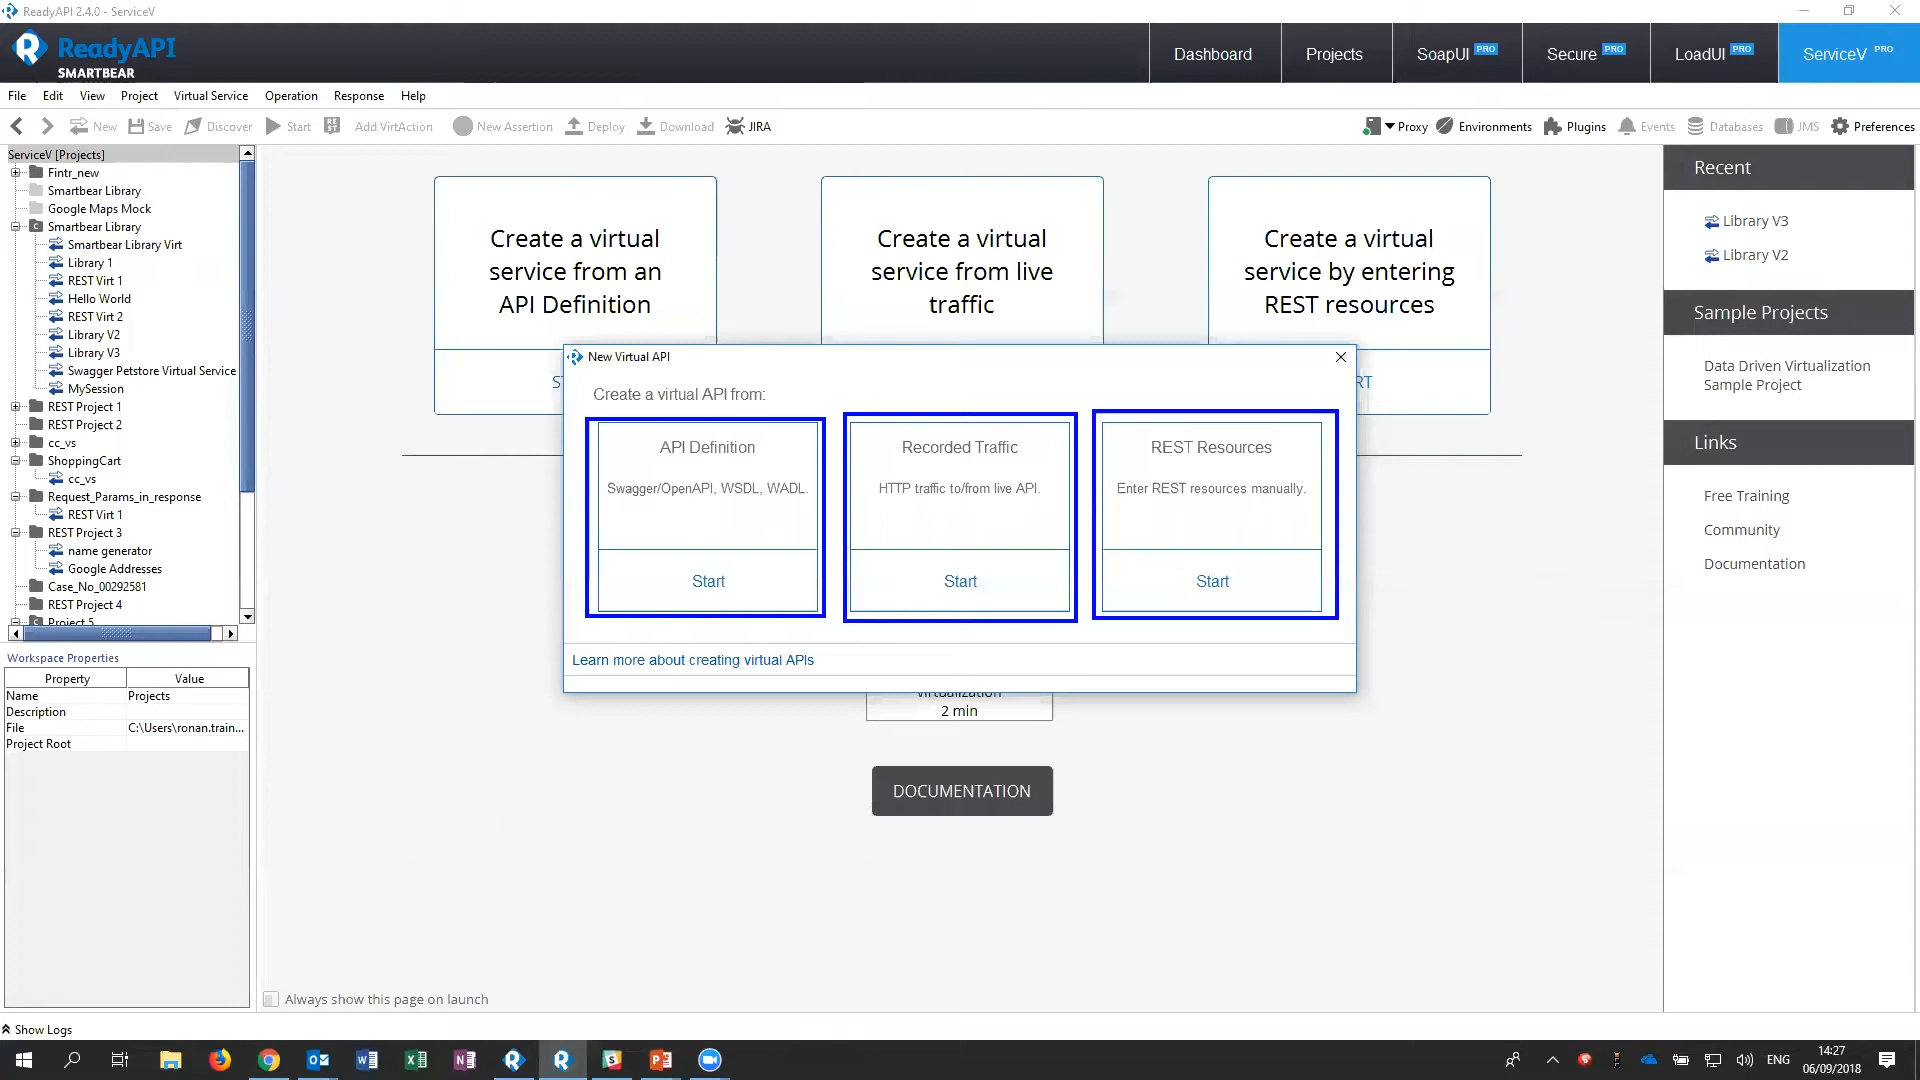 ReadyAPI 2.4.0 - ServiceV
ReadyAPI
SMARTBEAR
Dashboard
Projects
SoapUI PRO
Secure PRO
LoadUI PRO
ServiceV PRO
File Edit View Project Virtual Service Operation Response Help
New Save Discover Start REST Add VirtAction New Assertion Deploy Download JIRA
Proxy Environments Plugins Events Databases JMS Preferences
ServiceV [Projects]
Fintr_new
Smartbear Library
Google Maps Mock
Smartbear Library
Smartbear Library Virt
Library 1
REST Virt 1
Hello World
REST Virt 2
Library V2
Library V3
Swagger Petstore Virtual Service
MySession
REST Project 1
REST Project 2
cc_vs
ShoppingCart
cc_vs
Request_Params_in_response
REST Virt 1
REST Project 3
name generator
Google Addresses
Case_No_00292581
REST Project 4
Project 5
Workspace Properties
Property Value
Name Projects
Description
File C:\Users\ronan.train...
Project Root
Create a virtual
service from an
API Definition
Create a virtual
service from live
traffic
Create a virtual
service by entering
REST resources
ST
RT
New Virtual API
Create a virtual API from:
API Definition
Swagger/OpenAPI, WSDL, WADL.
Start
Recorded Traffic
HTTP traffic to/from live API.
Start
REST Resources
Enter REST resources manually.
Start
Learn more about creating virtual APIs
virtualization
2 min
DOCUMENTATION
Always show this page on launch
Recent
Library V3
Library V2
Sample Projects
Data Driven Virtualization
Sample Project
Links
Free Training
Community
Documentation
Show Logs
ENG
14:27
06/09/2018